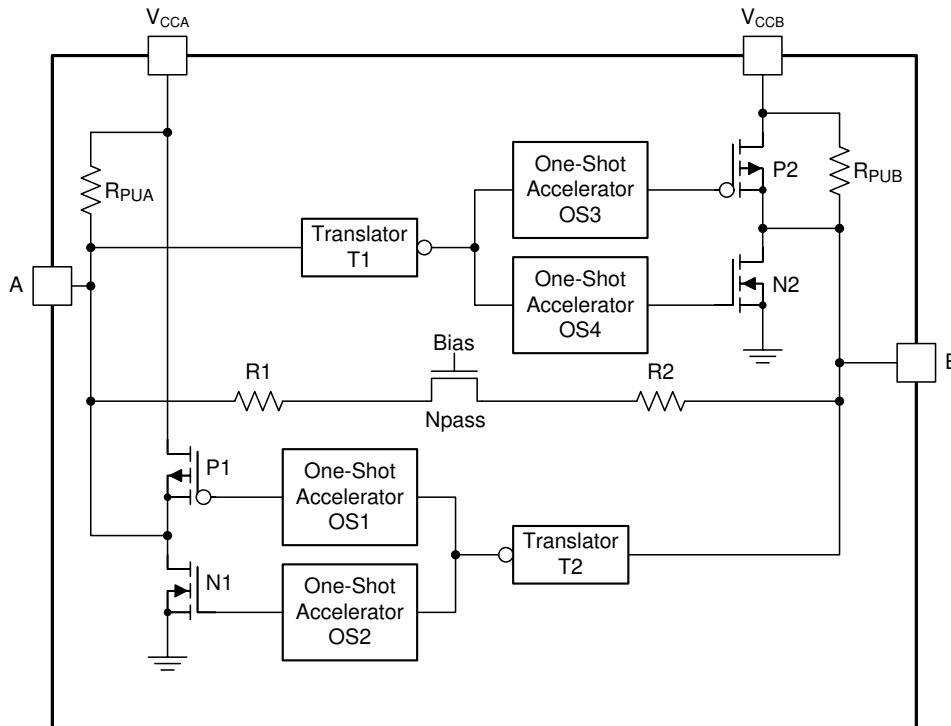 VCCA
VCCB
RPUA
One-Shot
Accelerator
OS3
P2
RPUB
Translator
T1
A
One-Shot
Accelerator
OS4
N2
Bias
R1
R2
Npass
P1
One-Shot
Accelerator
OS1
Translator
T2
N1
One-Shot
Accelerator
OS2